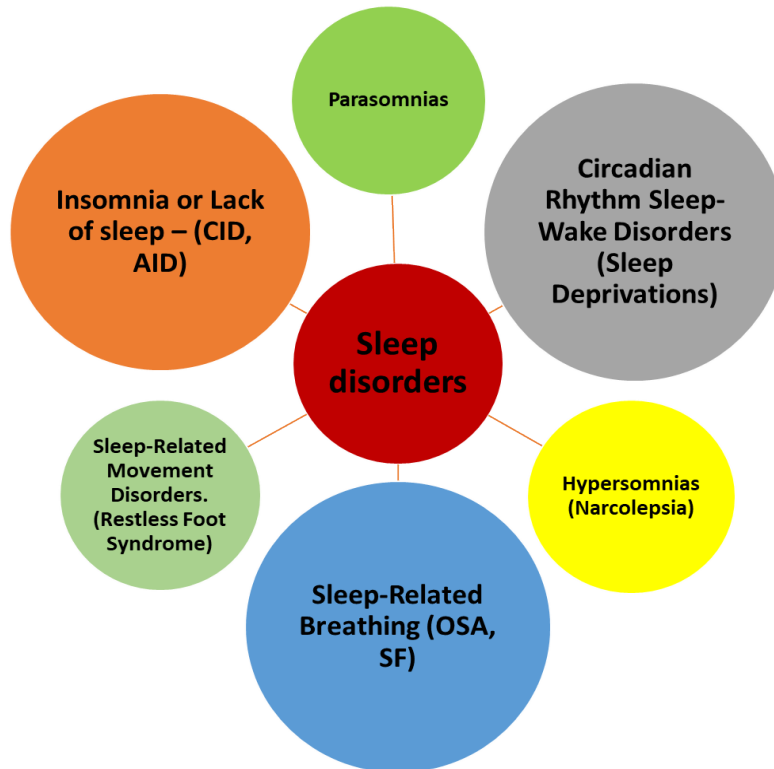 Parasomnias
Insomnia or Lack
of sleep – (CID,
AID)
Circadian
Rhythm Sleep-
Wake Disorders
(Sleep
Deprivations)
Sleep
disorders
Sleep-Related
Movement
Disorders.
(Restless Foot
Syndrome)
Hypersomnias
(Narcolepsia)
Sleep-Related
Breathing (OSA,
SF)